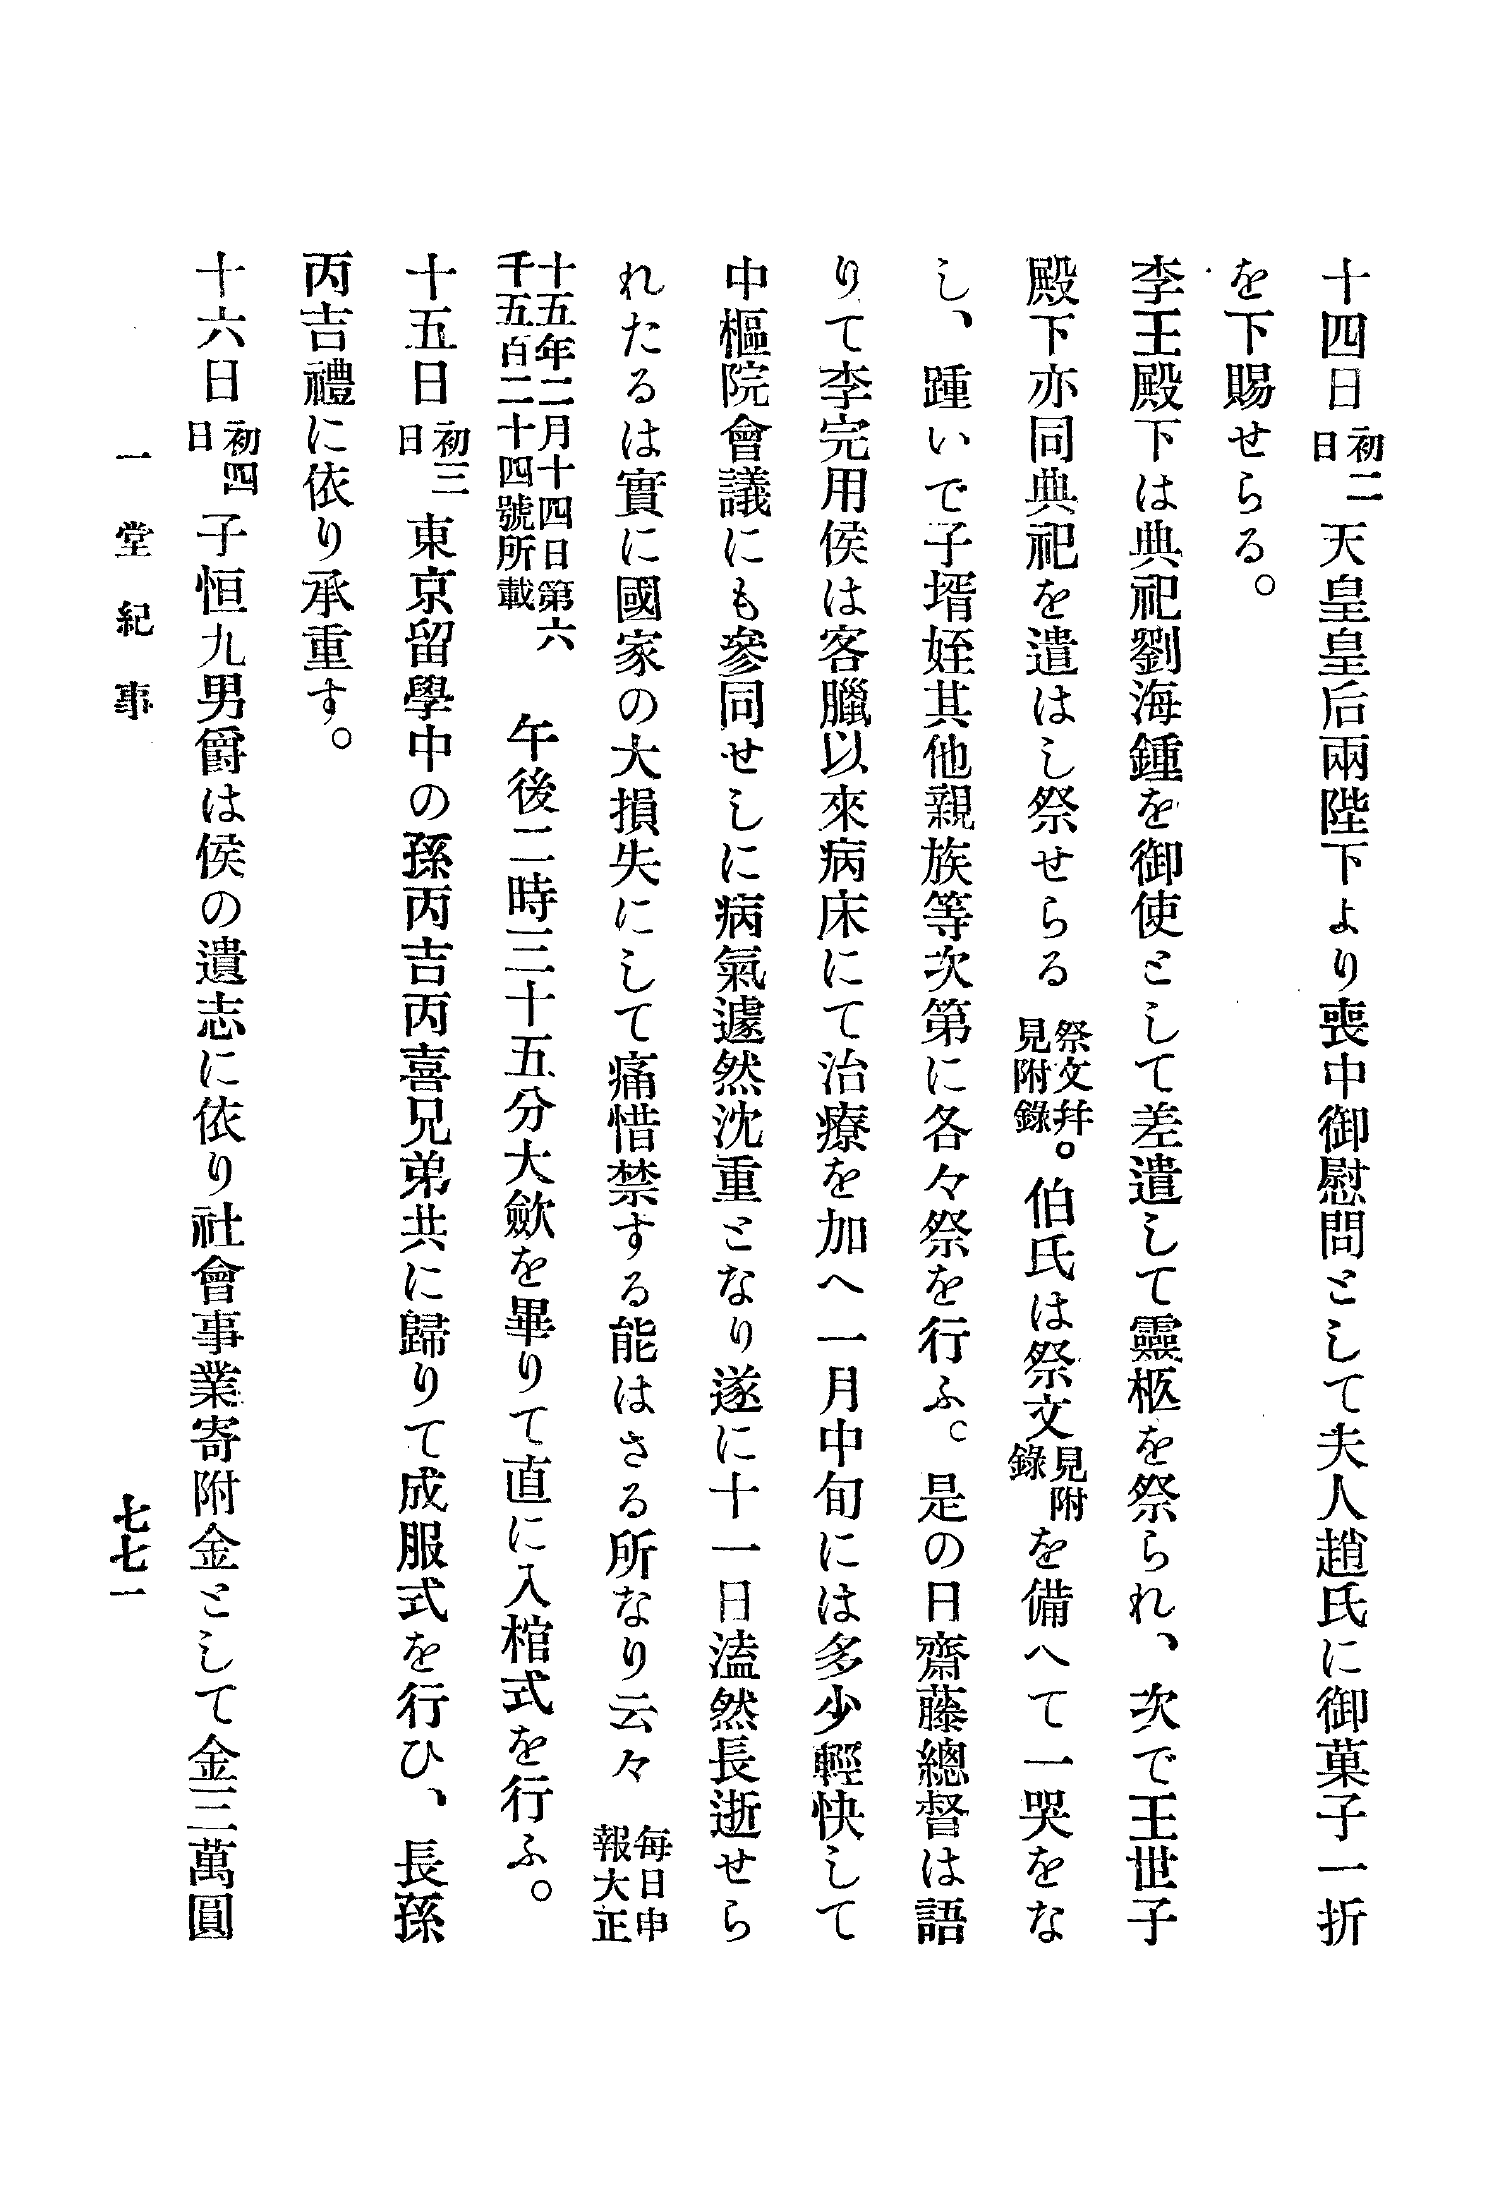 十四日初二日天皇皇后兩陛下より喪中御慰問として夫人趙氏に御菓子一折
を下賜せらる。
李王殿下は典祀劉海鍾を御使として差遣して靈柩を祭られ、次で王世子
殿下亦同典祀を遣はし祭せらる祭文幷見附錄。伯氏は祭文見附錄を備へて一哭をな
し、踵いで子壻姪其他親族等次第に各々祭を行ふ。是の日齋藤總督は語
りて李完用侯は客臘以來病床にて治療を加へ一月中旬には多少輕快して
中樞院會議にも參同せしに病氣遽然沈重となり遂に十一日溘然長逝せら
れたるは實に國家の大損失にして痛惜禁する能はさる所なり云々每日申報大正
十五年二月十四日第六千五百二十四號所載　午後二時三十五分大歛を畢りて直に入棺式を行ふ。
十五日初三日東京留學中の孫丙吉丙喜兄弟共に歸りて成服式を行ひ、長孫
丙吉禮に依り承重す。
十六日初四日子恒九男爵は侯の遺志に依り社會事業寄附金として金三萬圓
一堂紀事
七七一